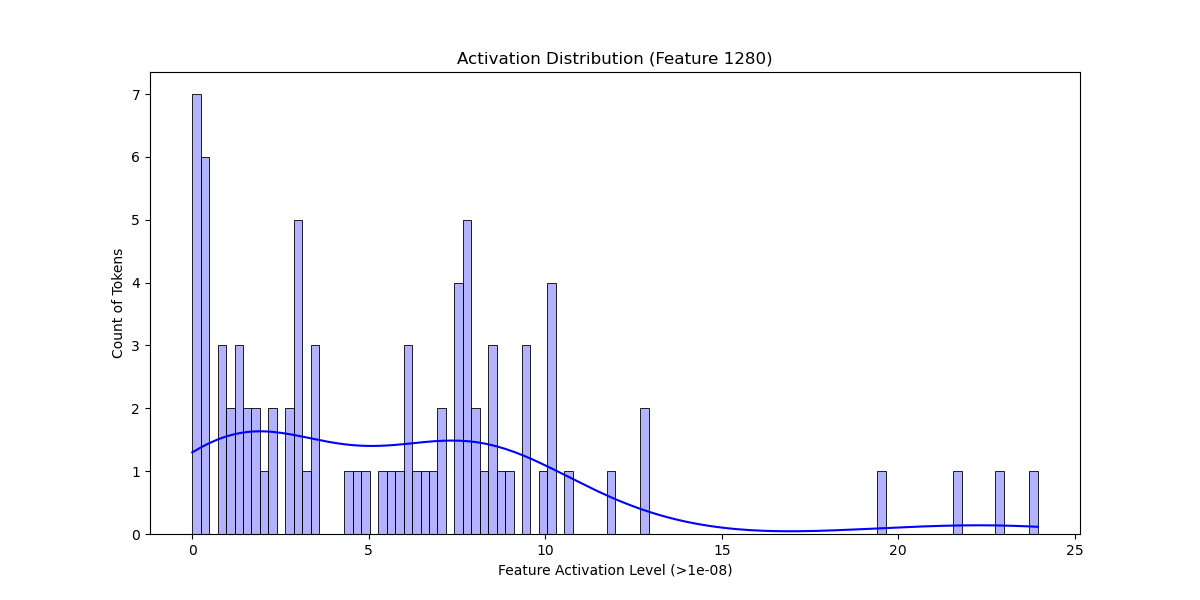 Activation Distribution (Feature 1280)
7
6
5
4
3
2
1
0
Count of Tokens
0 5 10 15 20 25
Feature Activation Level (>1e-08)